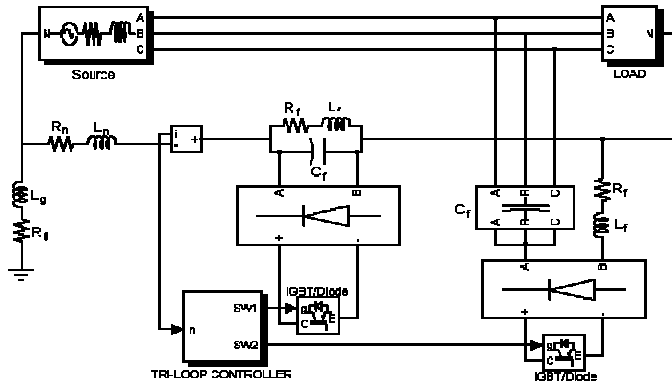 A
N
B
C
Source
A
B
N
C
LOAD
Rn
Ln
i
-
+
Rf
Cf
Lg
A
B
+
-
A
B
C
Cf
A
B
C
Rf
Lf
A
B
+
-
IGBT/Diode
n
SW1
g
C
E
SW2
g
C
E
TRI-LOOP CONTROLLER
IGBT/Diode